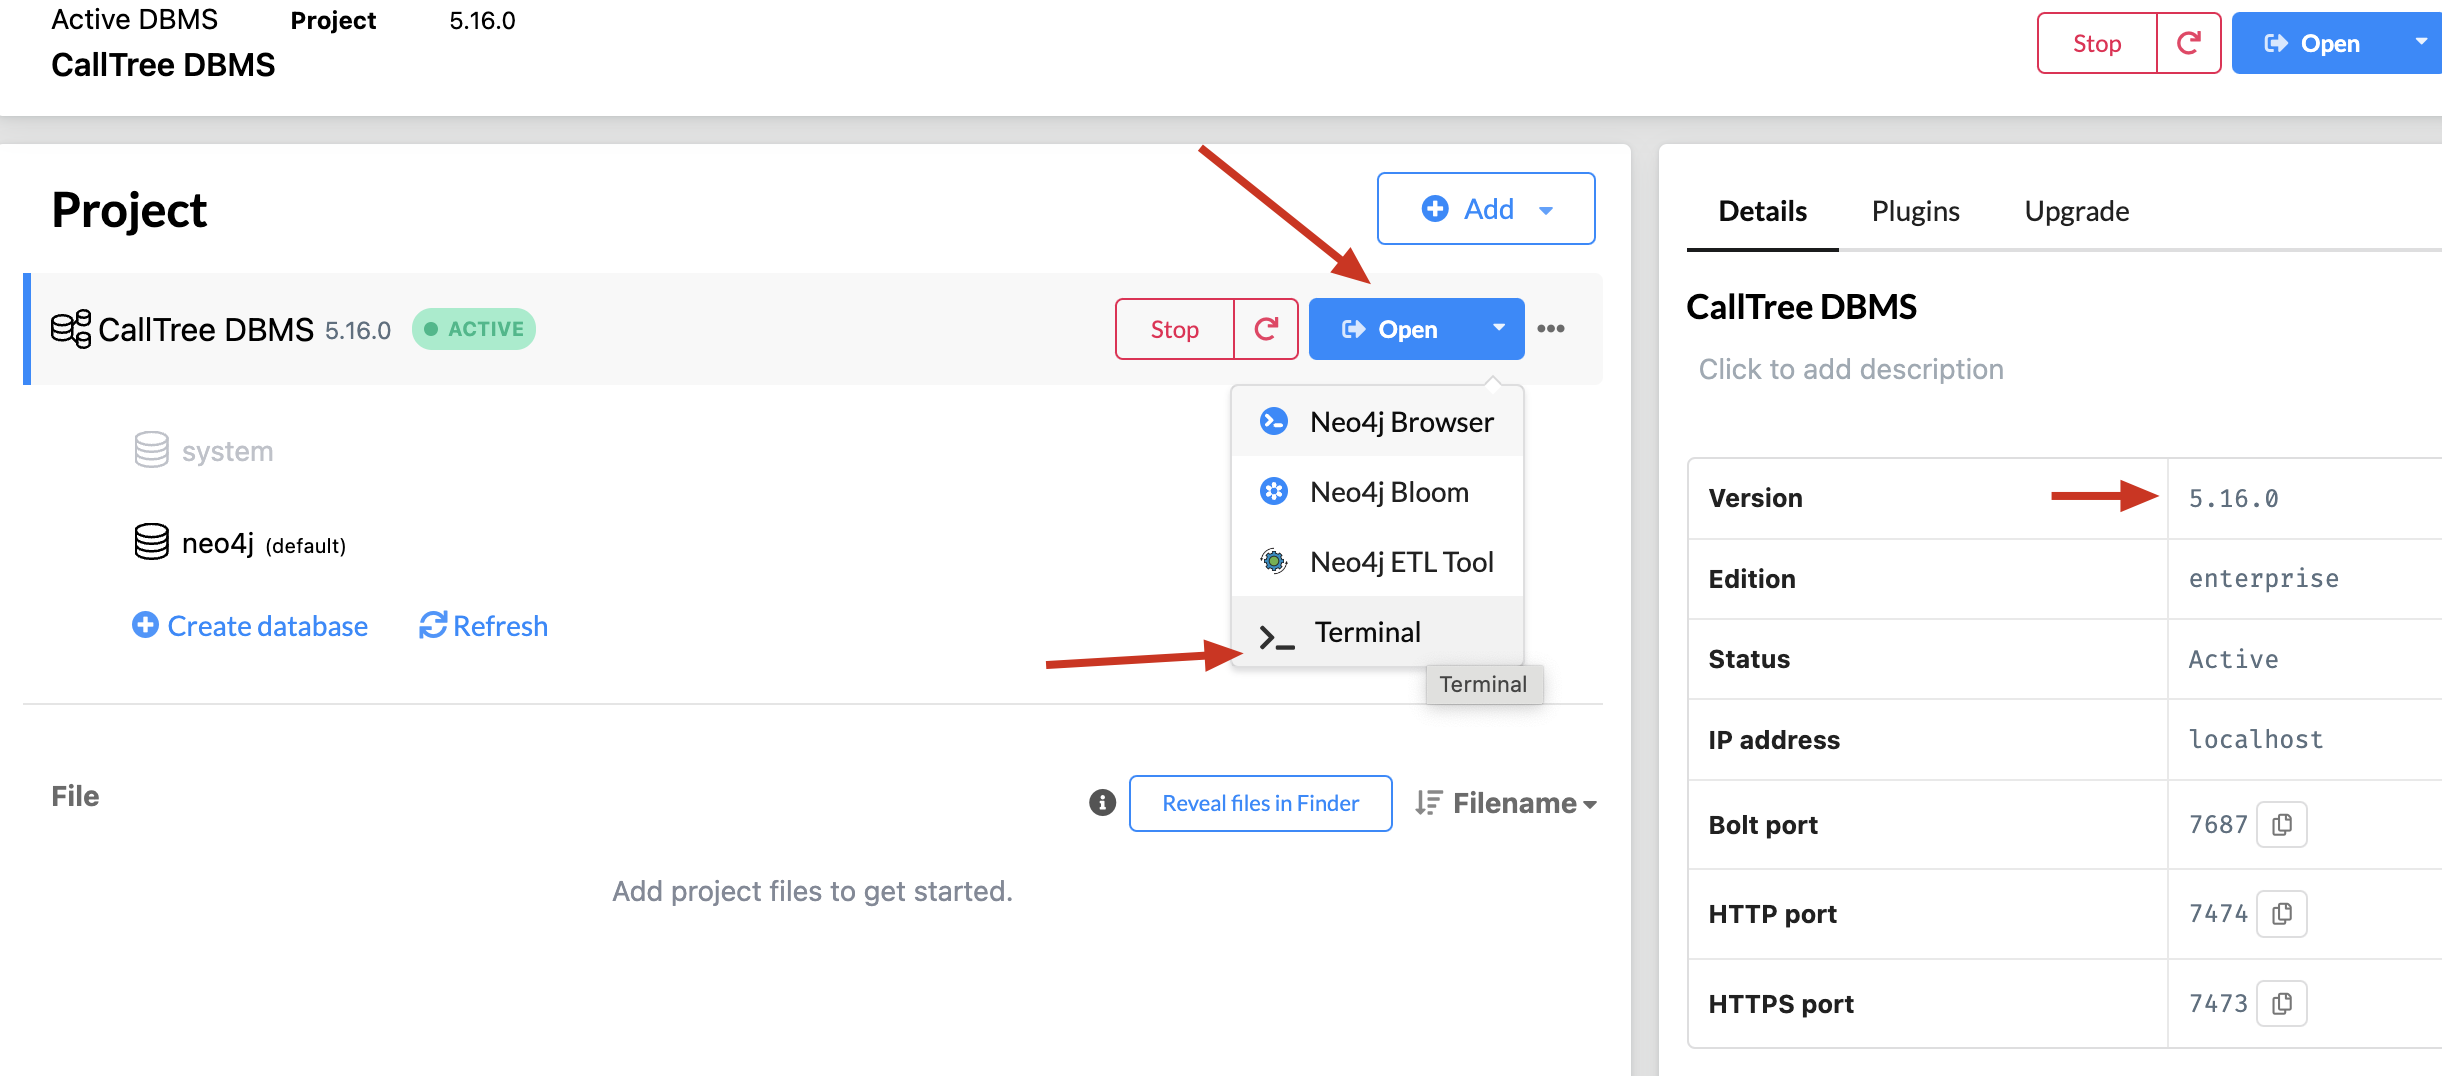 Active DBMS Project 5.16.0
CallTree DBMS
Stop Open
Project
Add
CallTree DBMS 5.16.0 ACTIVE
Stop Open
system
neo4j (default)
Create database Refresh
Neo4j Browser
Neo4j Bloom
Neo4j ETL Tool
Terminal
Terminal
File
Reveal files in Finder Filename
Add project files to get started.
Details Plugins Upgrade
CallTree DBMS
Click to add description
Version 5.16.0
Edition enterprise
Status Active
IP address localhost
Bolt port 7687
HTTP port 7474
HTTPS port 7473